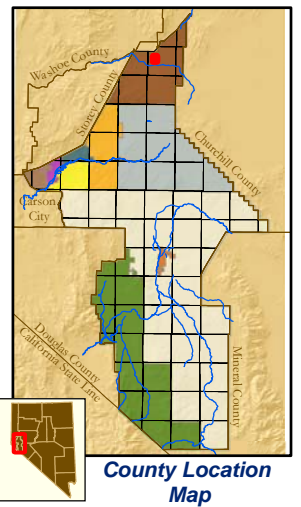 Washoe County
Storey County
Churchill County
Carson
City
Douglas County
California State Line
Mineral County
County Location
Map